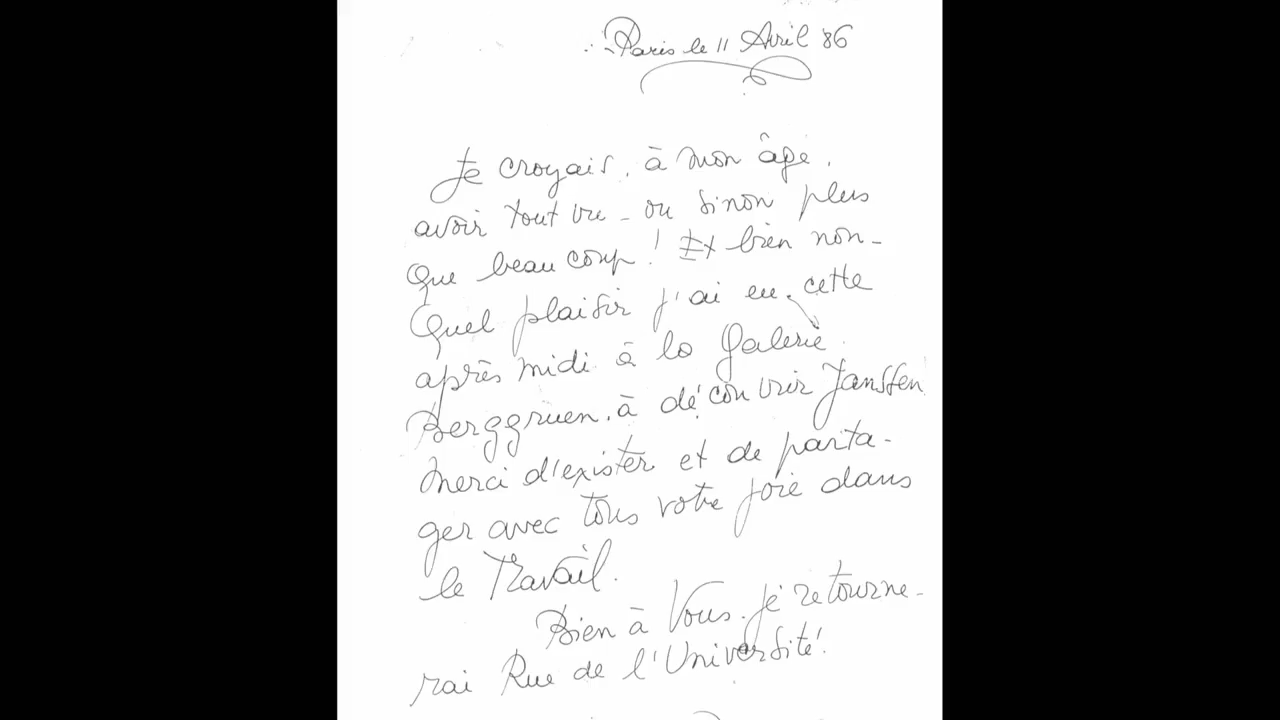 Paris le 11 Avril 86
Je croyais, à mon âge,
avoir tout vu - ou sinon plus
que beaucoup ! Et bien non -
Quel plaisir j'ai eu, cette
après midi à la Galerie
Berggruen, à découvrir Janssen
Merci d'exister et de parta-
ger avec tous votre joie dans
le Travail.
Bien à Vous. Je retourne-
rai Rue de l'Université !